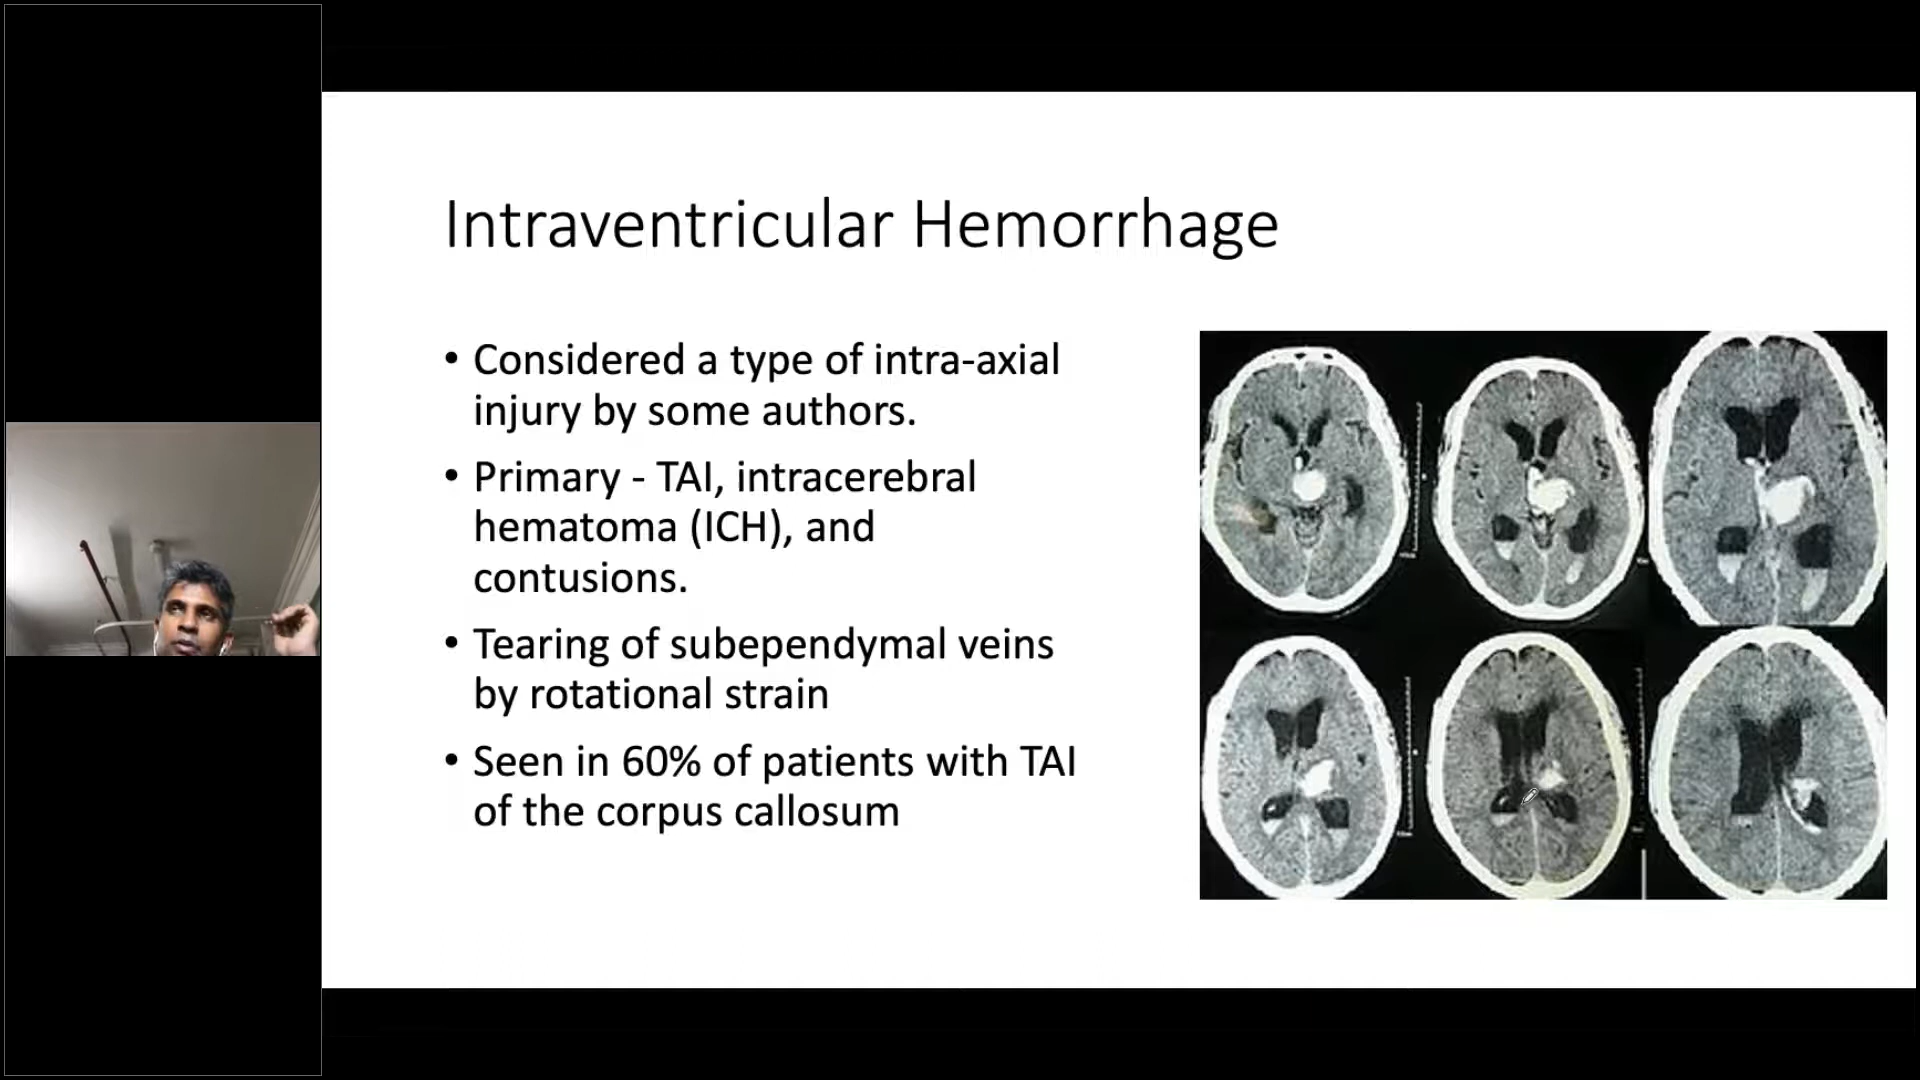 Intraventricular Hemorrhage
• Considered a type of intra-axial
injury by some authors.
• Primary - TAI, intracerebral
hematoma (ICH), and
contusions.
• Tearing of subependymal veins
by rotational strain
• Seen in 60% of patients with TAI
of the corpus callosum